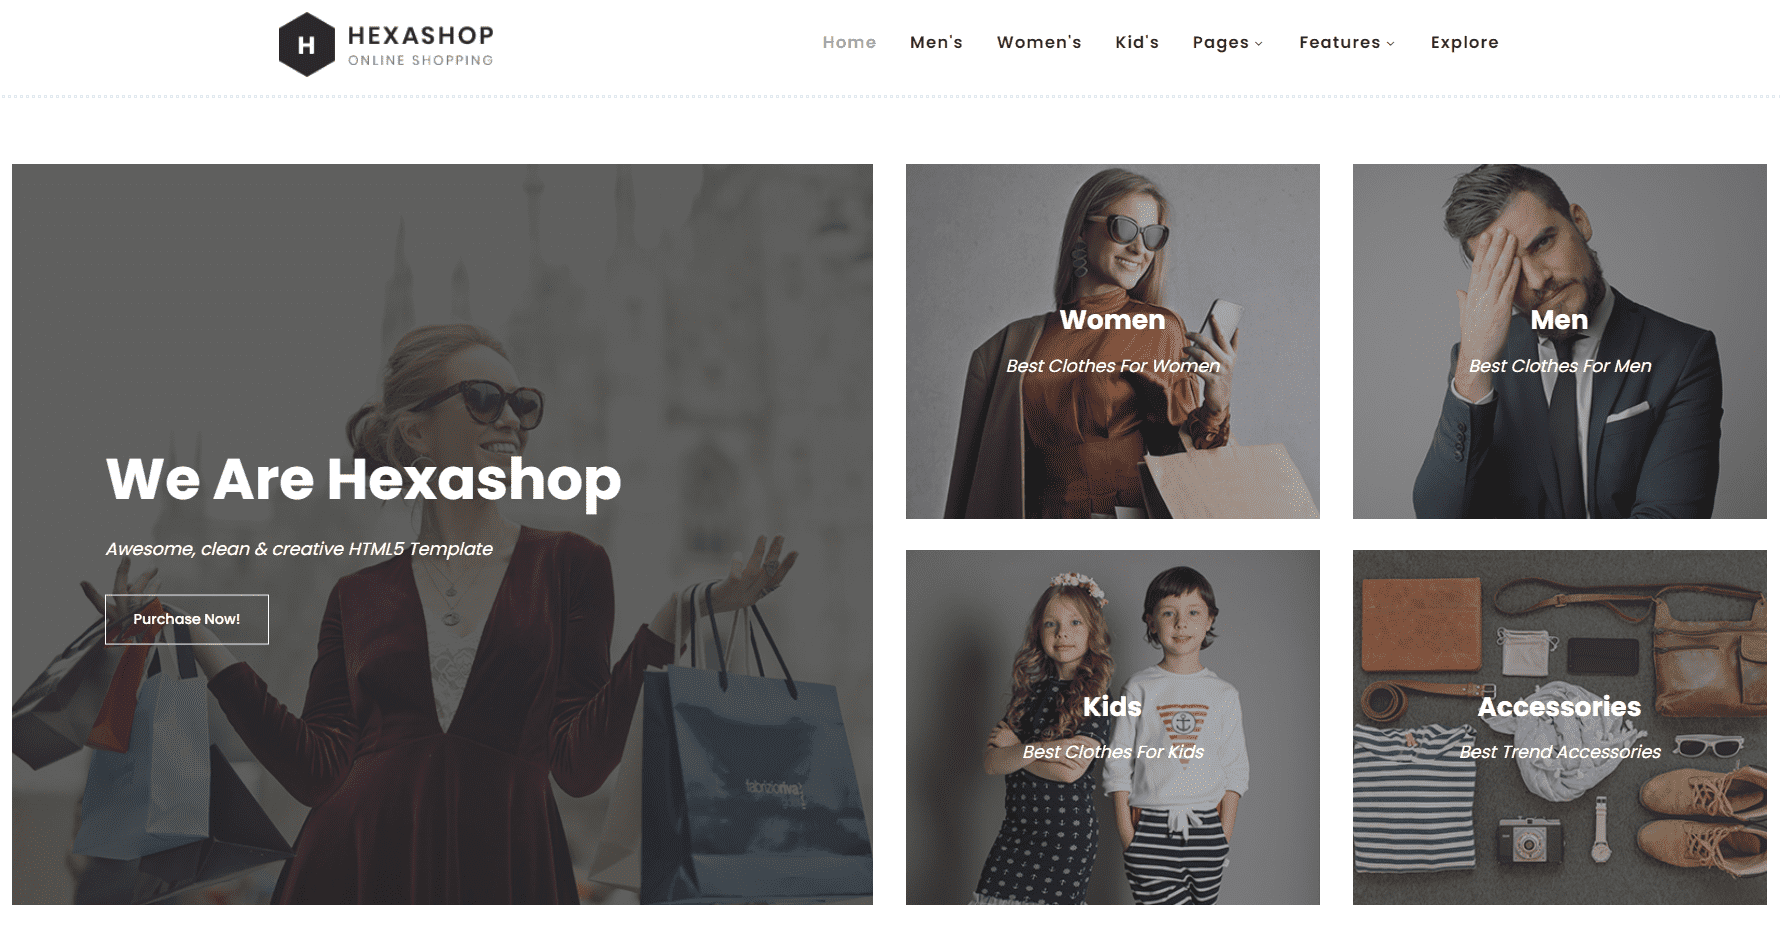 H
HEXASHOP
ONLINE SHOPPING
Home Men's Women's Kid's Pages Features Explore
We Are Hexashop
Awesome, clean & creative HTML5 Template
Purchase Now!
fabrizioriva
Women
Best Clothes For Women
Men
Best Clothes For Men
Kids
Best Clothes For Kids
Accessories
Best Trend Accessories